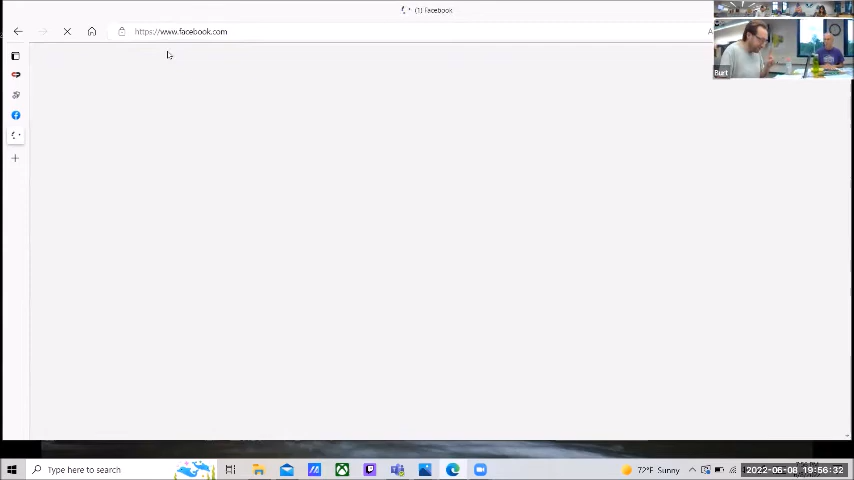 (1) Facebook
https://www.facebook.com
A
Burt
Type here to search
72°F Sunny
2022-06-08 19:56:32